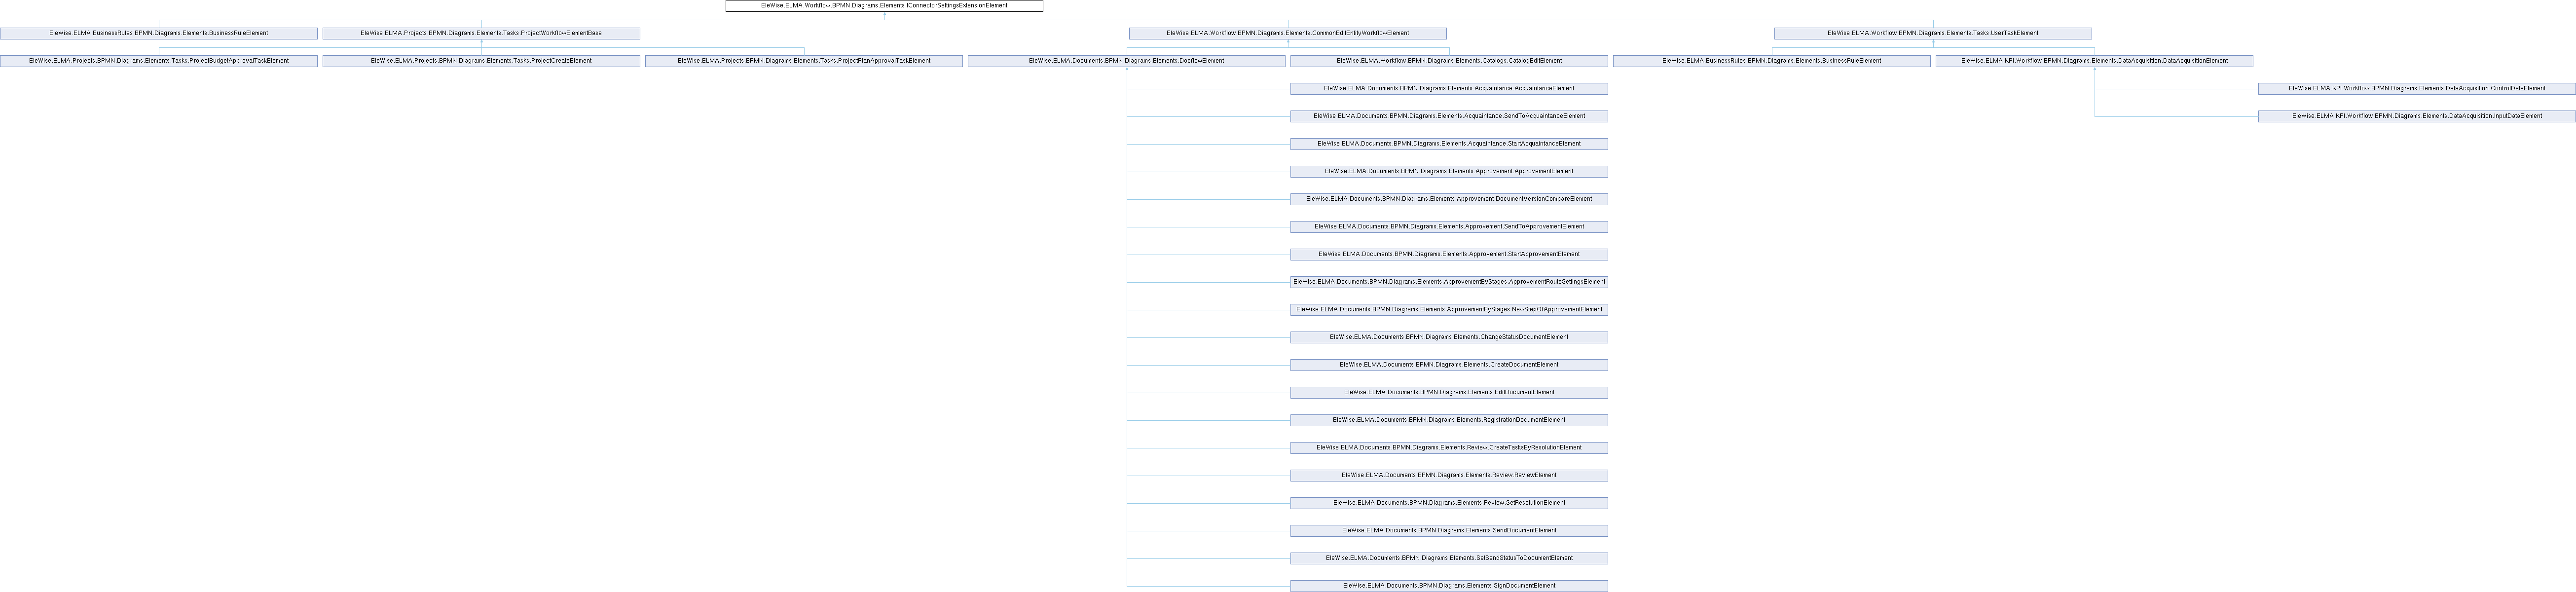 EleWise.ELMA.Workflow.BPMN.Diagrams.Elements.IConnectorSettingsExtensionElement
EleWise.ELMA.BusinessRules.BPMN.Diagrams.Elements.BusinessRuleElement
EleWise.ELMA.Projects.BPMN.Diagrams.Elements.Tasks.ProjectWorkflowElementBase
EleWise.ELMA.Workflow.BPMN.Diagrams.Elements.CommonEditEntityWorkflowElement
EleWise.ELMA.Workflow.BPMN.Diagrams.Elements.Tasks.UserTaskElement
EleWise.ELMA.Projects.BPMN.Diagrams.Elements.Tasks.ProjectBudgetApprovalTaskElement
EleWise.ELMA.Projects.BPMN.Diagrams.Elements.Tasks.ProjectCreateElement
EleWise.ELMA.Projects.BPMN.Diagrams.Elements.Tasks.ProjectPlanApprovalTaskElement
EleWise.ELMA.Documents.BPMN.Diagrams.Elements.DocflowElement
EleWise.ELMA.Workflow.BPMN.Diagrams.Elements.Catalogs.CatalogEditElement
EleWise.ELMA.BusinessRules.BPMN.Diagrams.Elements.BusinessRuleElement
EleWise.ELMA.KPI.Workflow.BPMN.Diagrams.Elements.DataAcquisition.DataAcquisitionElement
EleWise.ELMA.Documents.BPMN.Diagrams.Elements.Acquaintance.AcquaintanceElement
EleWise.ELMA.KPI.Workflow.BPMN.Diagrams.Elements.DataAcquisition.ControlDataElement
EleWise.ELMA.Documents.BPMN.Diagrams.Elements.Acquaintance.SendToAcquaintanceElement
EleWise.ELMA.KPI.Workflow.BPMN.Diagrams.Elements.DataAcquisition.InputDataElement
EleWise.ELMA.Documents.BPMN.Diagrams.Elements.Acquaintance.StartAcquaintanceElement
EleWise.ELMA.Documents.BPMN.Diagrams.Elements.Approvement.ApprovementElement
EleWise.ELMA.Documents.BPMN.Diagrams.Elements.Approvement.DocumentVersionCompareElement
EleWise.ELMA.Documents.BPMN.Diagrams.Elements.Approvement.SendToApprovementElement
EleWise.ELMA.Documents.BPMN.Diagrams.Elements.Approvement.StartApprovementElement
EleWise.ELMA.Documents.BPMN.Diagrams.Elements.ApprovementByStages.ApprovementRouteSettingsElement
EleWise.ELMA.Documents.BPMN.Diagrams.Elements.ApprovementByStages.NewStepOfApprovementElement
EleWise.ELMA.Documents.BPMN.Diagrams.Elements.ChangeStatusDocumentElement
EleWise.ELMA.Documents.BPMN.Diagrams.Elements.CreateDocumentElement
EleWise.ELMA.Documents.BPMN.Diagrams.Elements.EditDocumentElement
EleWise.ELMA.Documents.BPMN.Diagrams.Elements.RegistrationDocumentElement
EleWise.ELMA.Documents.BPMN.Diagrams.Elements.Review.CreateTasksByResolutionElement
EleWise.ELMA.Documents.BPMN.Diagrams.Elements.Review.ReviewElement
EleWise.ELMA.Documents.BPMN.Diagrams.Elements.Review.SetResolutionElement
EleWise.ELMA.Documents.BPMN.Diagrams.Elements.SendDocumentElement
EleWise.ELMA.Documents.BPMN.Diagrams.Elements.SetSendStatusToDocumentElement
EleWise.ELMA.Documents.BPMN.Diagrams.Elements.SignDocumentElement